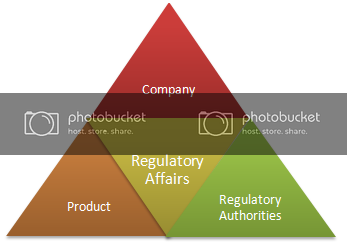 Company
photobucket
host. store. share.
photobucket
host. store. share.
Regulatory
Affairs
Product
Regulatory
Authorities